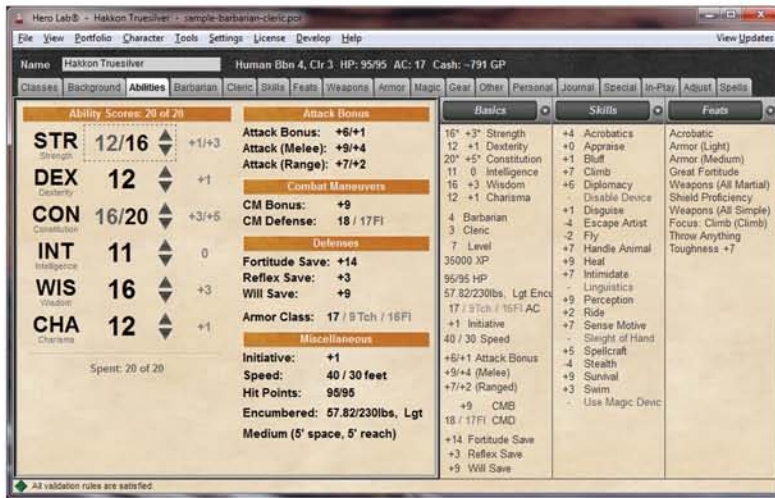 Hero Lab® - Hakkon Truesilver - sample-barbarian-cleric.por
File View Portfolio Character Tools Settings License Develop Help View Updates
Name Hakkon Truesilver Human Bbn 4, Clr 3 HP: 95/95 AC: 17 Cash: ~791 GP
Classes Background Abilities Barbarian Cleric Skills Feats Weapons Armor Magic Gear Other Personal Journal Special In-Play Adjust Spells
Ability Scores: 20 of 20
STR 12/16 +1/+3
Strength
DEX 12 +1
Dexterity
CON 16/20 +3/+5
Constitution
INT 11 0
Intelligence
WIS 16 +3
Wisdom
CHA 12 +1
Charisma
Spent: 20 of 20
Attack Bonus
Attack Bonus: +6/+1
Attack (Melee): +9/+4
Attack (Range): +7/+2
Combat Maneuvers
CM Bonus: +9
CM Defense: 18 / 17Fl
Defenses
Fortitude Save: +14
Reflex Save: +3
Will Save: +9
Armor Class: 17 / 9Tch / 16Fl
Miscellaneous
Initiative: +1
Speed: 40 / 30 feet
Hit Points: 95/95
Encumbered: 57.82/230lbs, Lgt
Medium (5' space, 5' reach)
Basics
16* +3* Strength
12 +1 Dexterity
20* +5* Constitution
11 0 Intelligence
16 +3 Wisdom
12 +1 Charisma
4 Barbarian
3 Cleric
7 Level
35000 XP
95/95 HP
57.82/230lbs, Lgt Encu
17 / 9Tch / 16Fl AC
+1 Initiative
40 / 30 Speed
+6/+1 Attack Bonus
+9/+4 (Melee)
+7/+2 (Ranged)
+9 CMB
18 / 17Fl CMD
+14 Fortitude Save
+3 Reflex Save
+9 Will Save
Skills
+4 Acrobatics
+0 Appraise
+1 Bluff
+7 Climb
+6 Diplomacy
- Disable Device
+1 Disguise
-4 Escape Artist
-2 Fly
+7 Handle Animal
+9 Heal
+7 Intimidate
- Linguistics
+9 Perception
+2 Ride
+7 Sense Motive
- Sleight of Hand
+5 Spellcraft
-4 Stealth
+9 Survival
+3 Swim
- Use Magic Devic
Feats
Acrobatic
Armor (Light)
Armor (Medium)
Great Fortitude
Weapons (All Martial)
Shield Proficiency
Weapons (All Simple)
Focus: Climb (Climb)
Throw Anything
Toughness +7
All validation rules are satisfied.